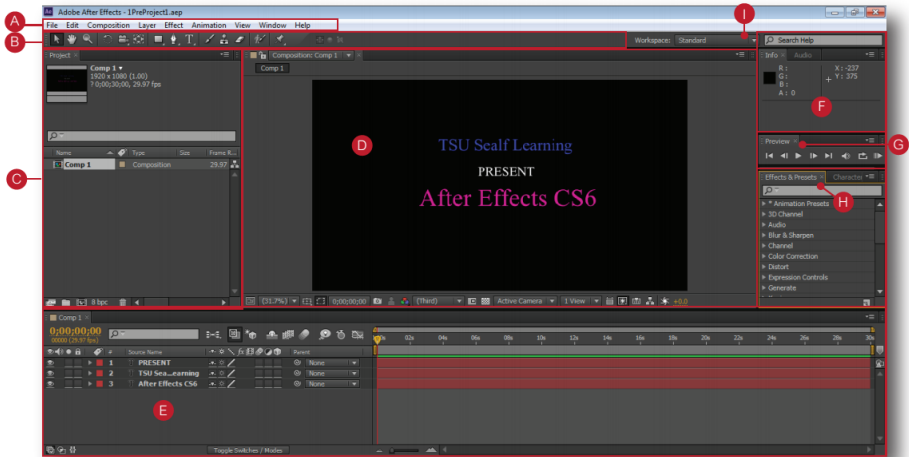 Adobe After Effects - 1PreProject1.aep
A
File Edit Composition Layer Effect Animation View Window Help
I
B
Workspace: Standard
Search Help
Project
Comp 1
1920 x 1080 (1.00)
? 0;00;30;00, 29.97 fps
Name Type Size Frame R...
Comp 1 Composition 29.97
C
8 bpc
Composition: Comp 1
Comp 1
D
TSU Sealf Learning
PRESENT
After Effects CS6
(31.7%) 0;00;00;00 (Third) Active Camera 1 View +0.0
Info Audio
R :
G :
B :
A : 0
X : -237
Y : 375
F
Preview
G
Effects & Presets Character
H
* Animation Presets
3D Channel
Audio
Blur & Sharpen
Channel
Color Correction
Distort
Expression Controls
Generate
Comp 1
0;00;00;00
00000 (29.97 fps)
# Source Name fx Parent
1 PRESENT None
2 TSU Sea...earning None
3 After Effects CS6 None
02s 04s 06s 08s 10s 12s 14s 16s 18s 20s 22s 24s 26s 28s 30s
E
Toggle Switches / Modes